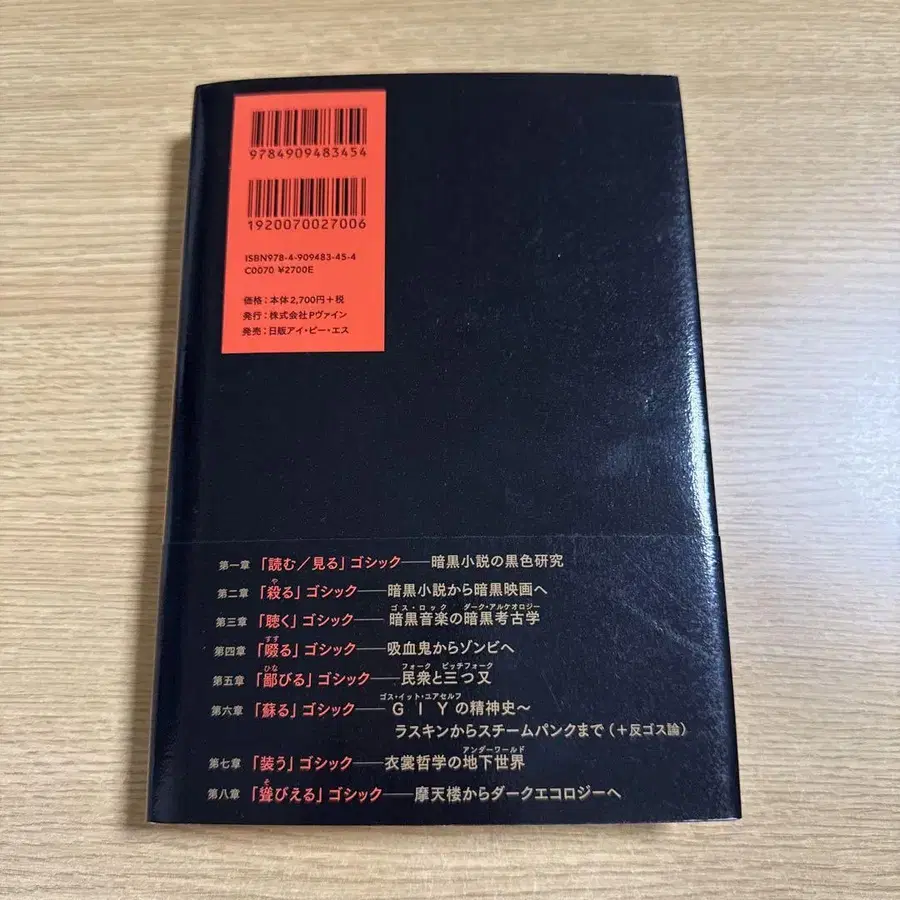 9784909483454
1920070027006
ISBN978-4-909483-45-4
C0070 ¥2700E
価格：本体2,700円＋税
発行：株式会社Pヴァイン
発売：日販アイ・ピー・エス
第一章 「読む／見る」ゴシック──暗黒小説の黒色研究
や
第二章 「殺る」ゴシック──暗黒小説から暗黒映画へ
ゴス・ロック ダーク・アルケオロジー
第三章 「聴く」ゴシック──暗黒音楽の暗黒考古学
すす
第四章 「啜る」ゴシック──吸血鬼からゾンビへ
ひな フォーク ピッチフォーク
第五章 「鄙びる」ゴシック──民衆と三つ又
ゴス・イット・ユアセルフ
第六章 「蘇る」ゴシック──GIYの精神史〜
ラスキンからスチームパンクまで（＋反ゴス論）
アンダーワールド
第七章 「装う」ゴシック──衣裳哲学の地下世界
そ
第八章 「聳びえる」ゴシック──摩天楼からダークエコロジーへ